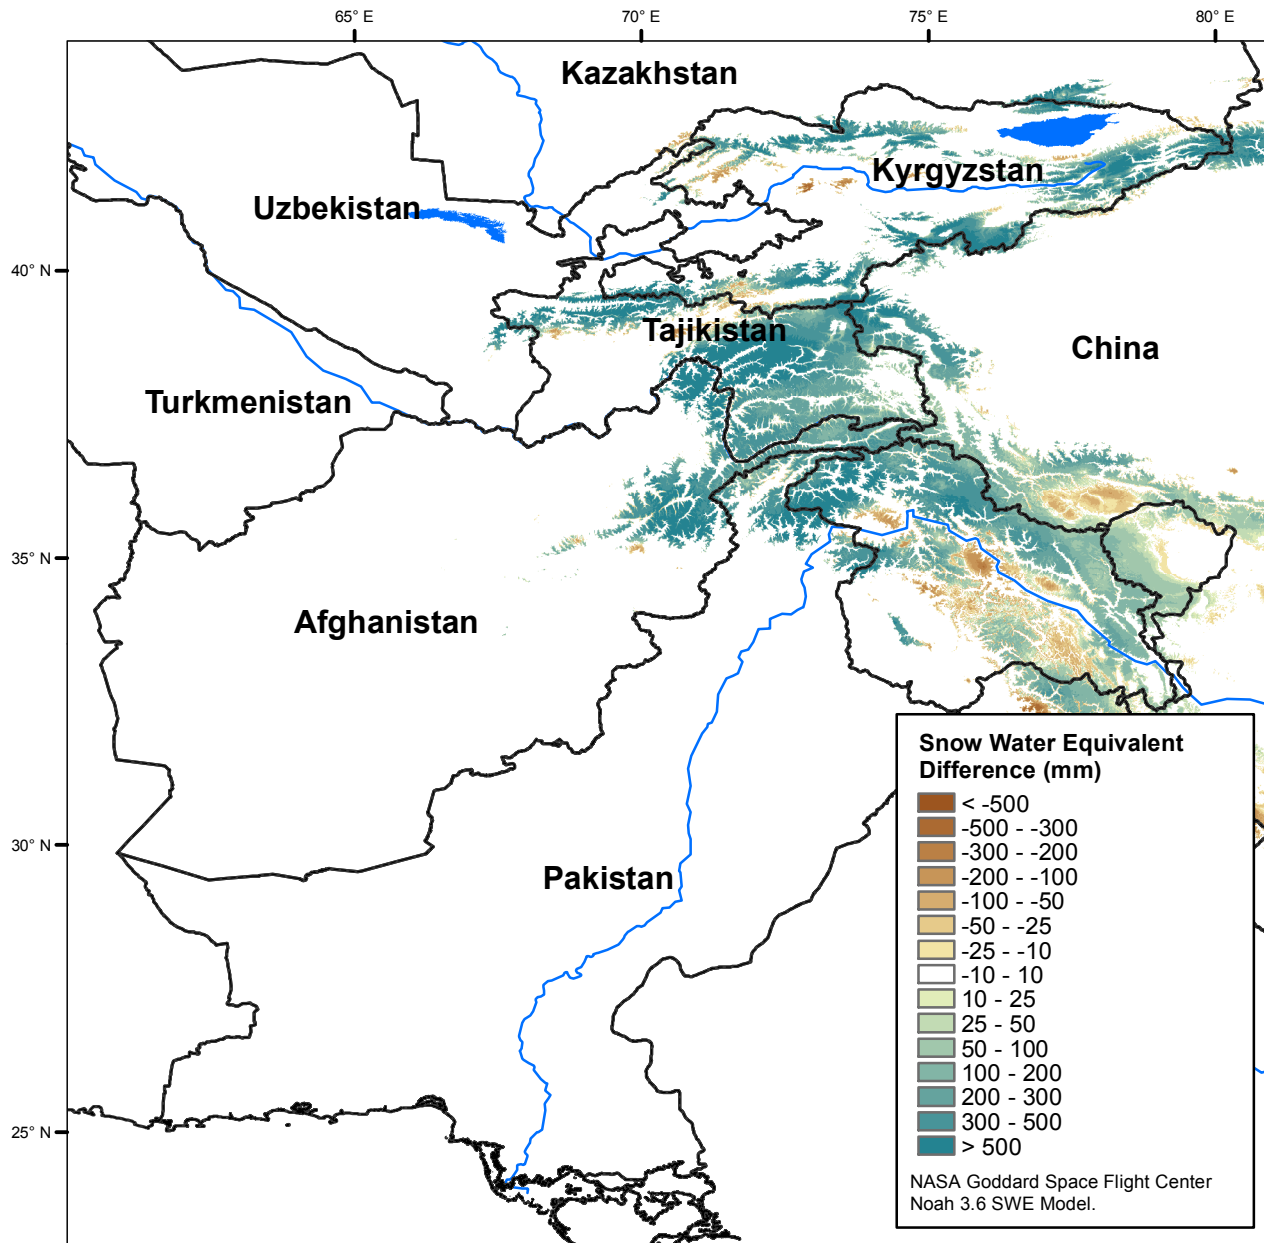 65° E
70° E
75° E
80° E
Kazakhstan
Kyrgyzstan
Uzbekistan
40° N
Tajikistan
China
Turkmenistan
35° N
Afghanistan
Snow Water Equivalent
Difference (mm)
< -500
-500 - -300
-300 - -200
-200 - -100
-100 - -50
-50 - -25
-25 - -10
-10 - 10
10 - 25
25 - 50
50 - 100
100 - 200
200 - 300
300 - 500
> 500
30° N
Pakistan
25° N
NASA Goddard Space Flight Center
Noah 3.6 SWE Model.